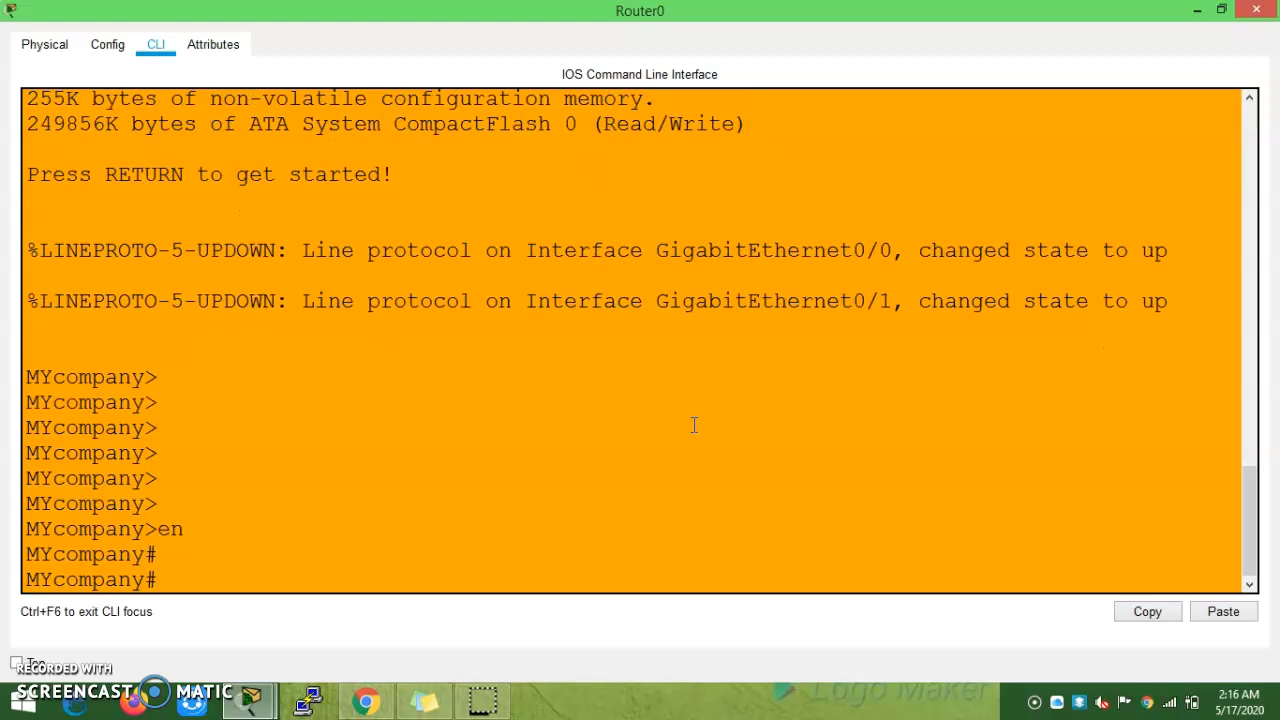 Router0
Physical Config CLI Attributes
IOS Command Line Interface
255K bytes of non-volatile configuration memory.
249856K bytes of ATA System CompactFlash 0 (Read/Write)
Press RETURN to get started!
%LINEPROTO-5-UPDOWN: Line protocol on Interface GigabitEthernet0/0, changed state to up
%LINEPROTO-5-UPDOWN: Line protocol on Interface GigabitEthernet0/1, changed state to up
MYcompany>
MYcompany>
MYcompany>
MYcompany>
MYcompany>
MYcompany>
MYcompany>en
MYcompany#
MYcompany#
Ctrl+F6 to exit CLI focus
Copy Paste
RECORDED WITH
SCREENCAST MATIC
Logo Maker
2:16 AM
5/17/2020